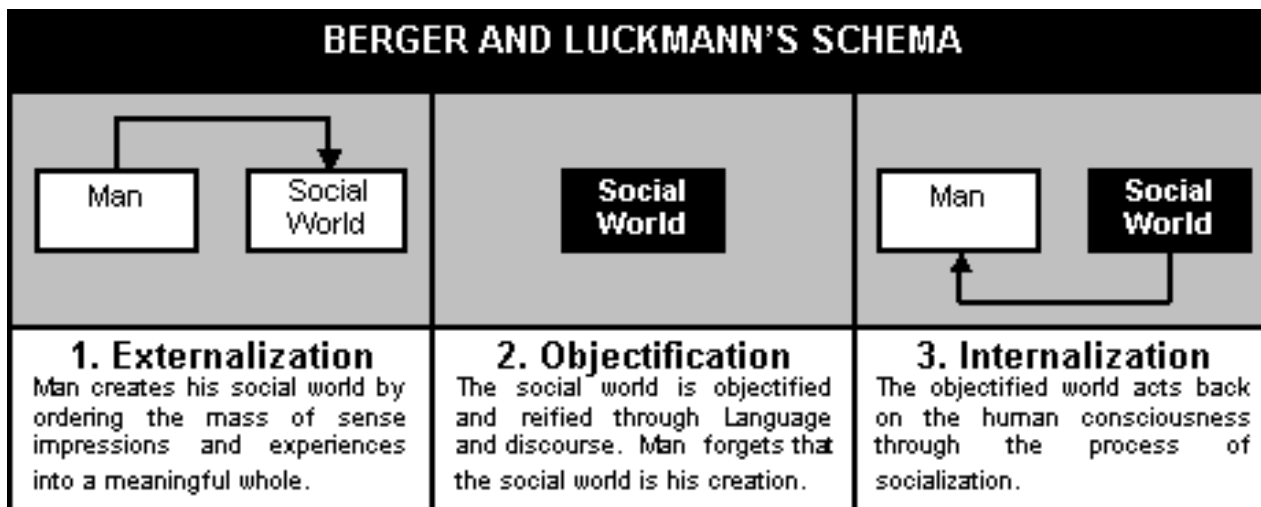 BERGER AND LUCKMANN'S SCHEMA
Man
Social
World
1. Externalization
Man creates his social world by
ordering the mass of sense
impressions and experiences
into a meaningful whole.
Social
World
2. Objectification
The social world is objectified
and reified through Language
and discourse. Man forgets that
the social world is his creation.
Man
Social
World
3. Internalization
The objectified world acts back
on the human consciousness
through the process of
socialization.